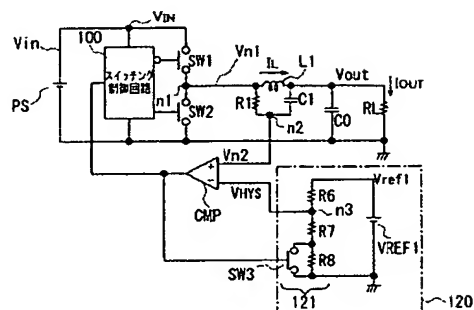 Vin
VIN
100
スイッチング
制御回路
PS
SW1
n1
SW2
Vn1
IL
L1
R1
C1
n2
Vout
IOUT
C0
RL
Vn2
VHYS
CMP
Vref1
R6
n3
R7
VREF1
R8
SW3
121
120